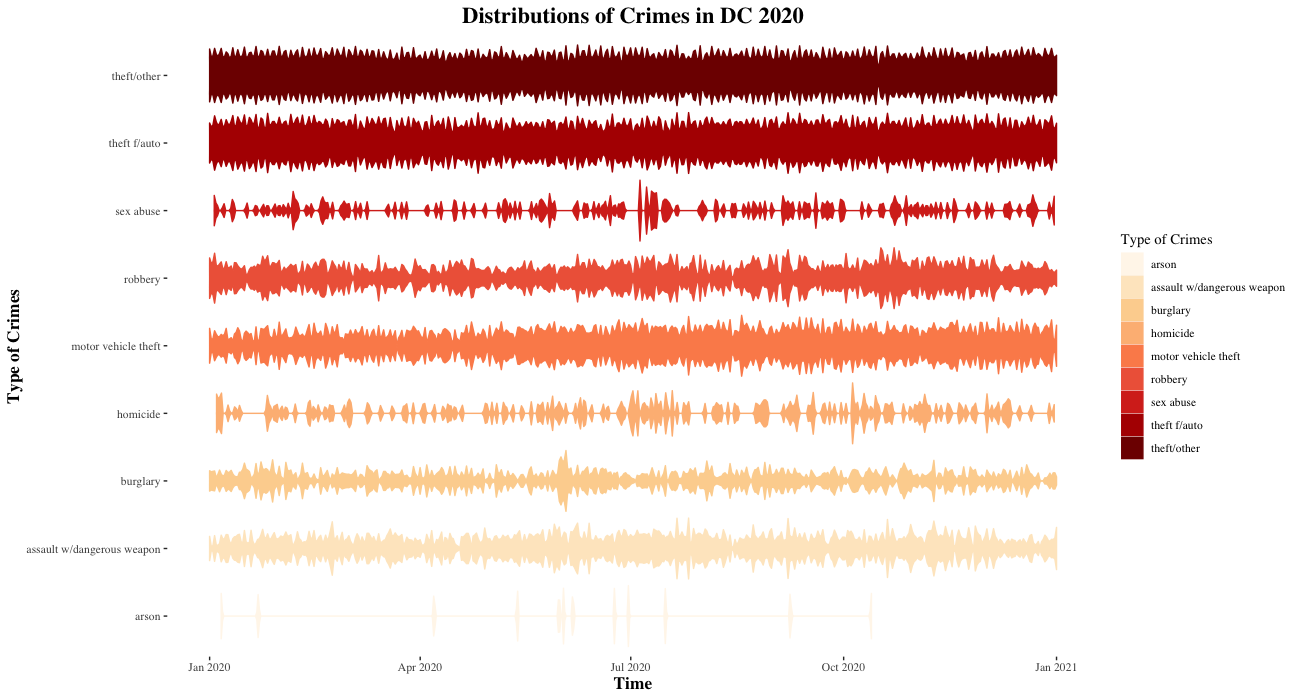 Distributions of Crimes in DC 2020
Type of Crimes
theft/other
theft f/auto
sex abuse
robbery
motor vehicle theft
homicide
burglary
assault w/dangerous weapon
arson
Jan 2020
Apr 2020
Jul 2020
Oct 2020
Jan 2021
Time
Type of Crimes
arson
assault w/dangerous weapon
burglary
homicide
motor vehicle theft
robbery
sex abuse
theft f/auto
theft/other